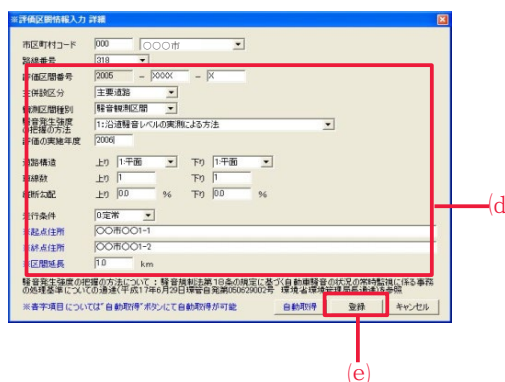 ※評価区間情報入力 詳細
市区町村コード 000 ○○○市
路線番号 318
評価区間番号 2005 - XXXX - X
主併設区分 主要道路
観測区間種別 騒音観測区間
騒音発生強度の把握の方法 1:沿道騒音レベルの実測による方法
評価の実施年度 2006
道路構造 上り 1:平面 下り 1:平面
車線数 上り 1 下り 1
縦断勾配 上り 0.0 % 下り 0.0 %
走行条件 0:定常
※起点住所 ○○市○○1-1
※終点住所 ○○市○○1-2
※区間延長 1.0 km
騒音発生強度の把握の方法について:騒音規制法第18条の規定に基づく自動車騒音の状況の常時監視に係る事務
の処理基準についての通達(平成17年6月29日環管自発第050629002号 環境省環境管理局長通達)を参照
※青字項目については"自動取得"ボタンにて自動取得が可能 自動取得 登録 キャンセル
(d
(e)